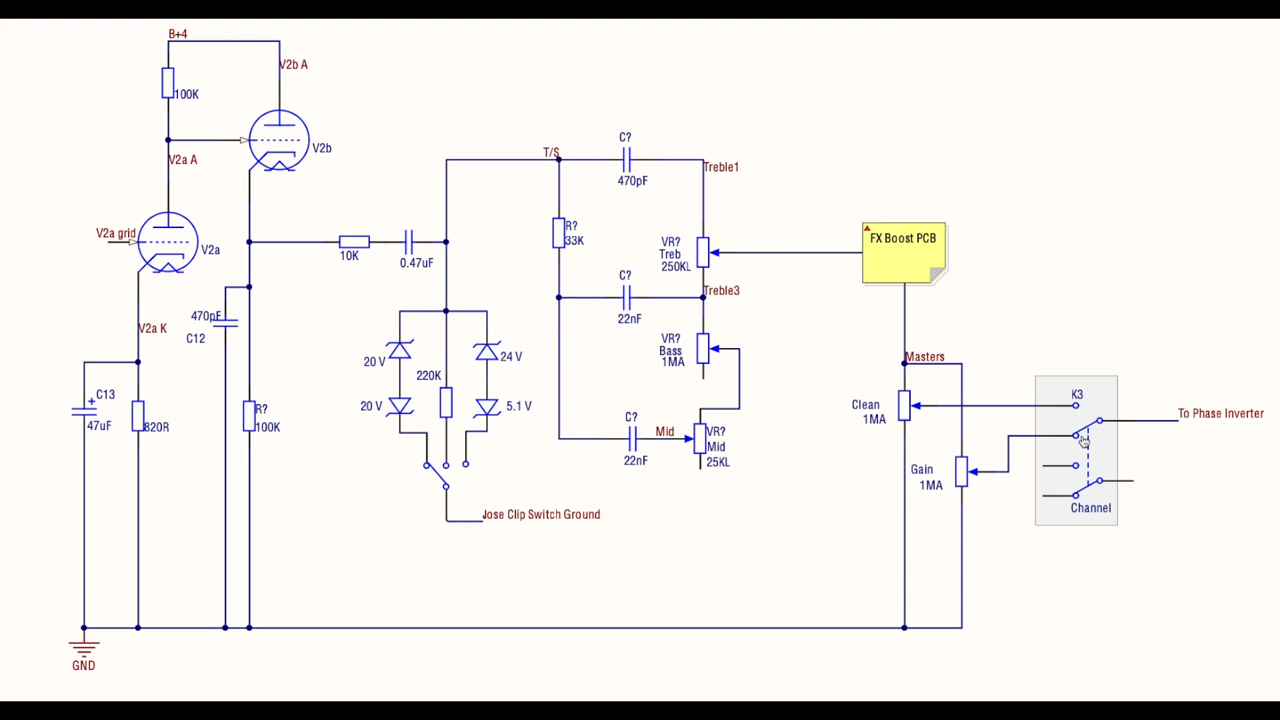 B+4
100K
V2b A
V2b
V2a A
V2a grid
V2a
V2a K
C13
47uF
820R
470pF
C12
R?
100K
GND
10K
0.47uF
20 V
20 V
220K
24 V
5.1 V
Jose Clip Switch Ground
T/S
C?
470pF
Treble1
R?
33K
VR?
Treb
250KL
C?
22nF
Treble3
VR?
Bass
1MA
C?
22nF
Mid
VR?
Mid
25KL
FX Boost PCB
Masters
Clean
1MA
Gain
1MA
K3
Channel
To Phase Inverter